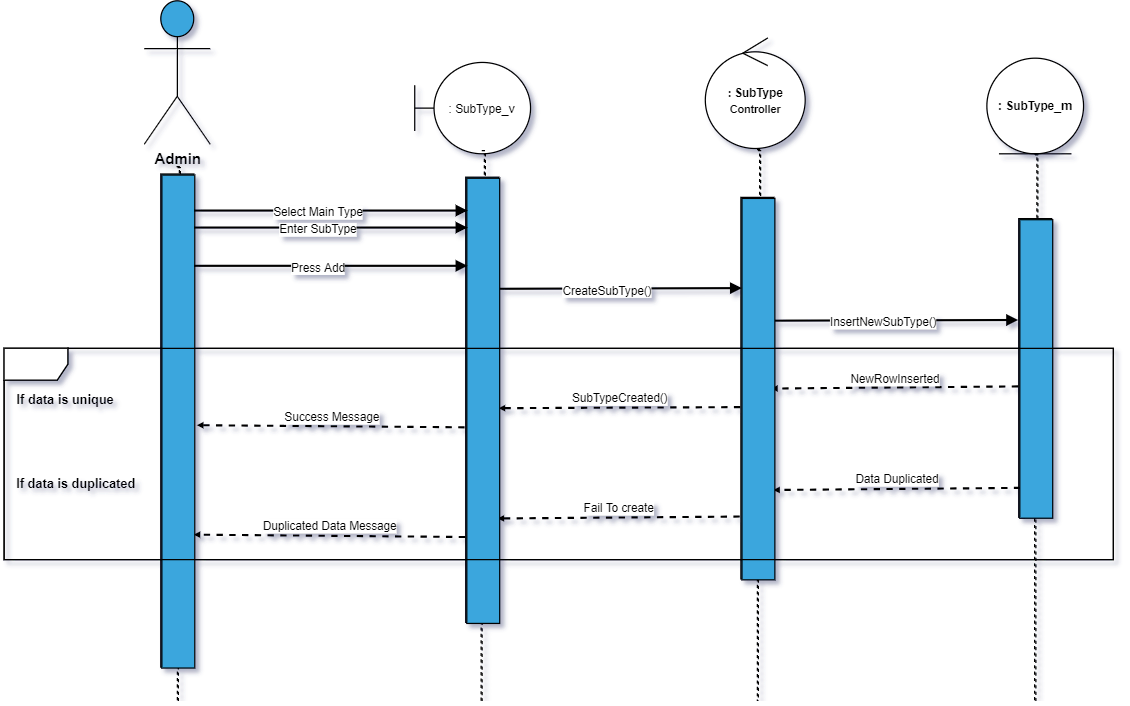 : SubType_v
: SubType
Controller
: SubType_m
Admin
Select Main Type
Enter SubType
Press Add
CreateSubType()
InsertNewSubType()
NewRowInserted
If data is unique
SubTypeCreated()
Success Message
If data is duplicated
Data Duplicated
Fail To create
Duplicated Data Message